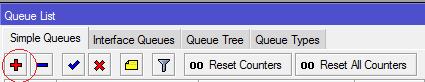 Queue List
Simple Queues Interface Queues Queue Tree Queue Types
00 Reset Counters 00 Reset All Counters